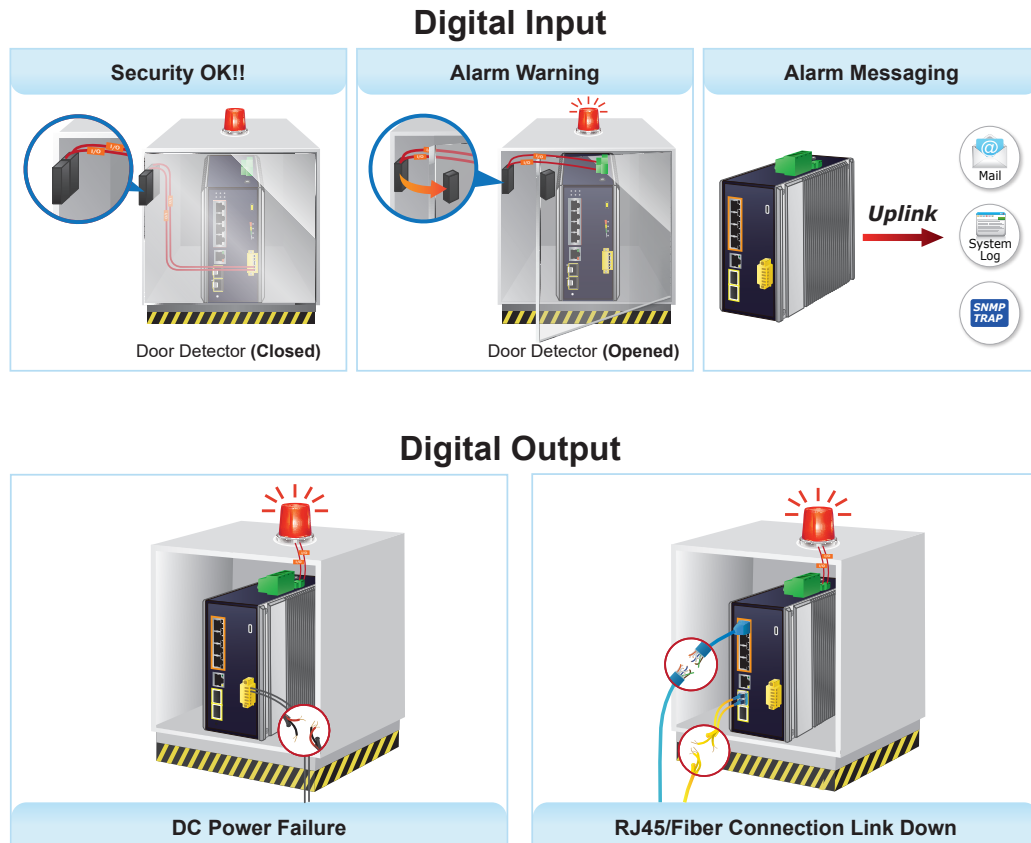 Digital Input
Security OK!!
I/O
I/O
Door Detector (Closed)
Alarm Warning
I/O
I/O
Door Detector (Opened)
Alarm Messaging
Uplink
@
Mail
System
Log
SNMP
TRAP
Digital Output
DC Power Failure
RJ45/Fiber Connection Link Down